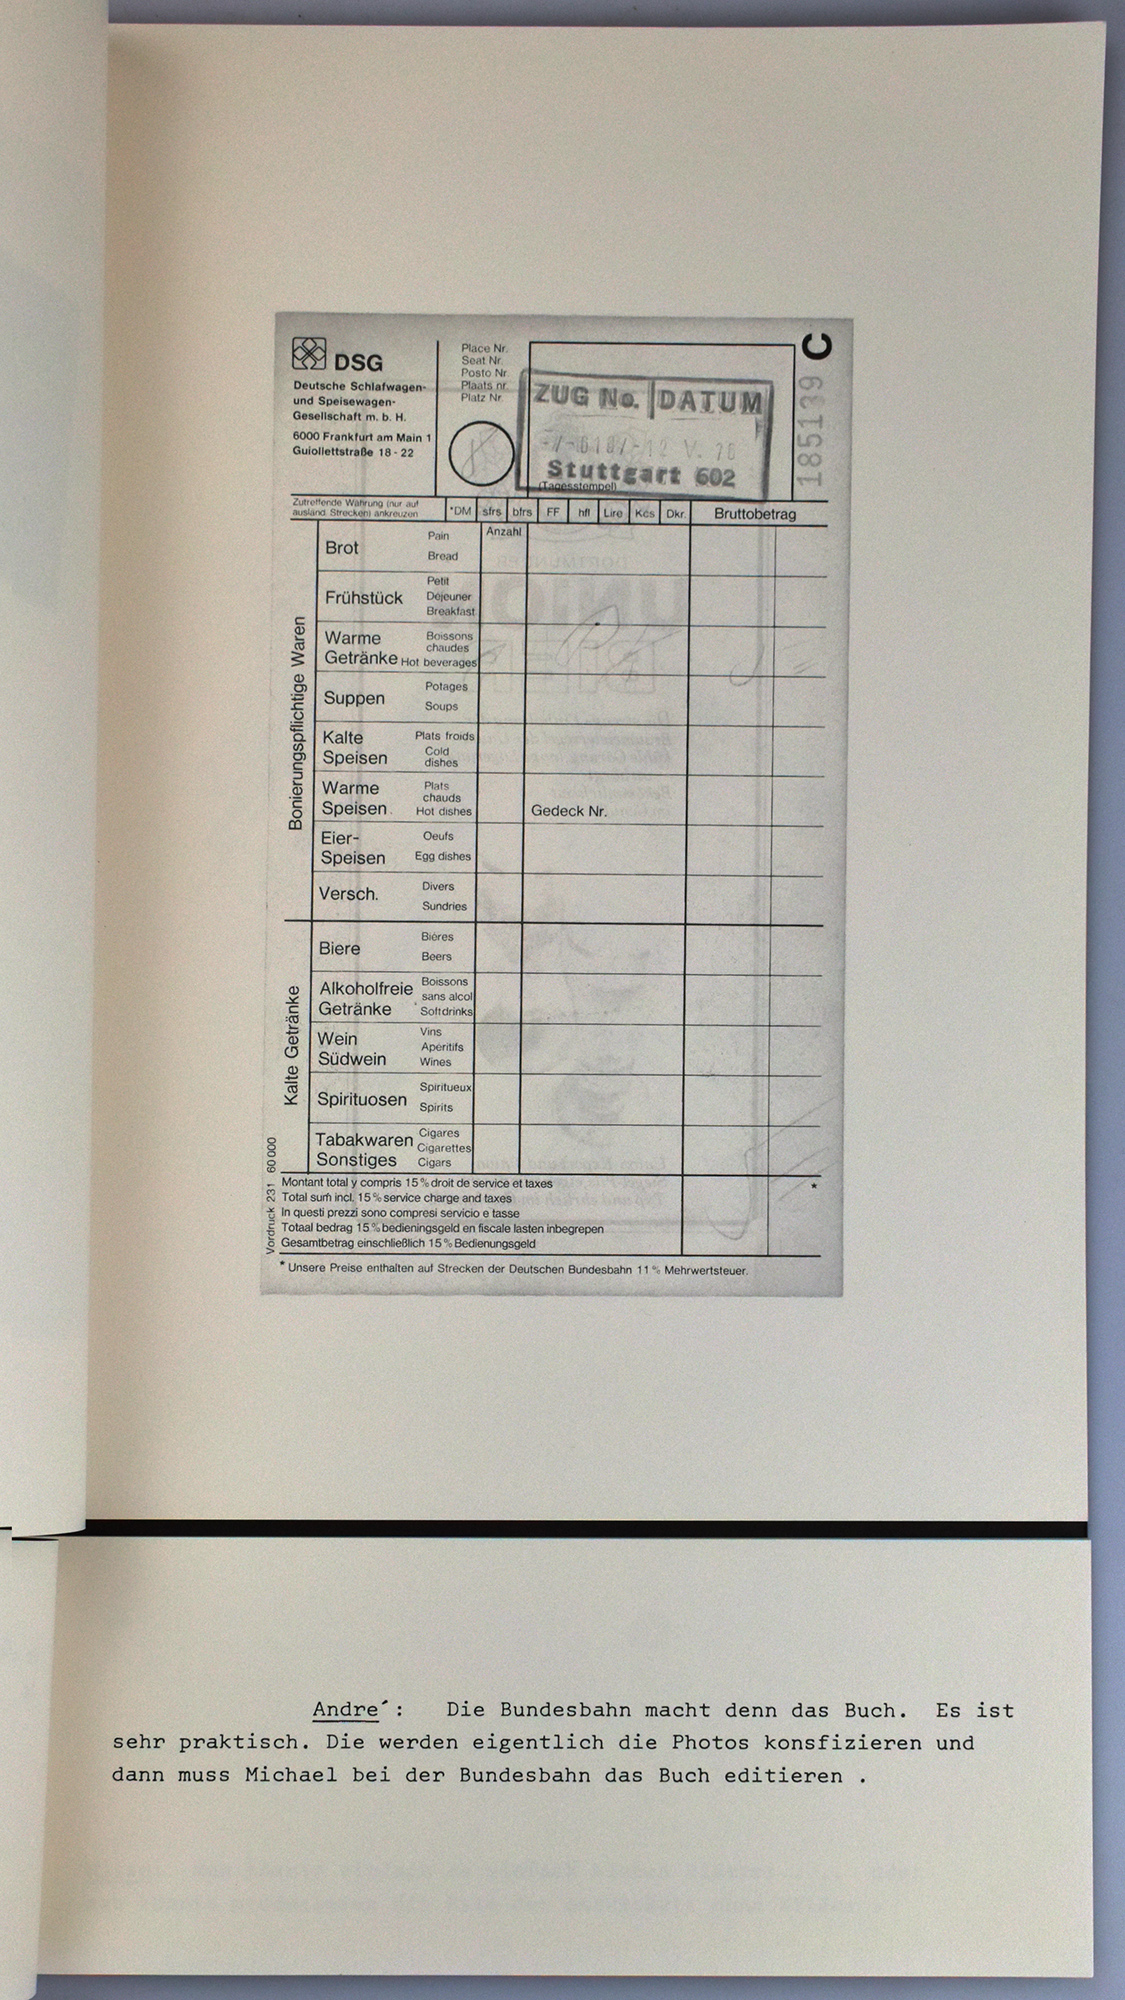 DSG
Deutsche Schlafwagen-
und Speisewagen-
Gesellschaft m. b. H.
6000 Frankfurt am Main 1
Guiollettstraße 18 - 22
Place Nr.
Seat Nr.
Posto Nr.
Plaats nr.
Platz Nr.
ZUG No. DATUM
Stuttgart 602
(Tagesstempel)
C
185139
Zutreffende Währung (nur auf
ausländ Strecken) ankreuzen
*DM sfrs bfrs FF hfl Lire Kcs Dkr. Bruttobetrag
Anzahl
Bonierungspflichtige Waren
Brot Pain
Bread
Frühstück Petit
Dejeuner
Breakfast
Warme Boissons
chaudes
Getränke Hot beverages
Suppen Potages
Soups
Kalte Plats froids
Speisen Cold
dishes
Warme Plats
chauds
Speisen Hot dishes
Gedeck Nr.
Eier- Oeufs
Speisen Egg dishes
Versch. Divers
Sundries
Kalte Getränke
Biere Bières
Beers
Alkoholfreie Boissons
sans alcol
Getränke Softdrinks
Wein Vins
Aperitifs
Südwein Wines
Spirituosen Spiritueux
Spirits
Tabakwaren Cigares
Cigarettes
Sonstiges Cigars
Vordruck 231 60 000
Montant total y compris 15 % droit de service et taxes *
Total sum incl. 15 % service charge and taxes
In questi prezzi sono compresi servicio e tasse
Totaal bedrag 15 % bedieningsgeld en fiscale lasten inbegrepen
Gesamtbetrag einschließlich 15 % Bedienungsgeld
* Unsere Preise enthalten auf Strecken der Deutschen Bundesbahn 11 % Mehrwertsteuer.
Andre´: Die Bundesbahn macht denn das Buch. Es ist
sehr praktisch. Die werden eigentlich die Photos konsfizieren und
dann muss Michael bei der Bundesbahn das Buch editieren .